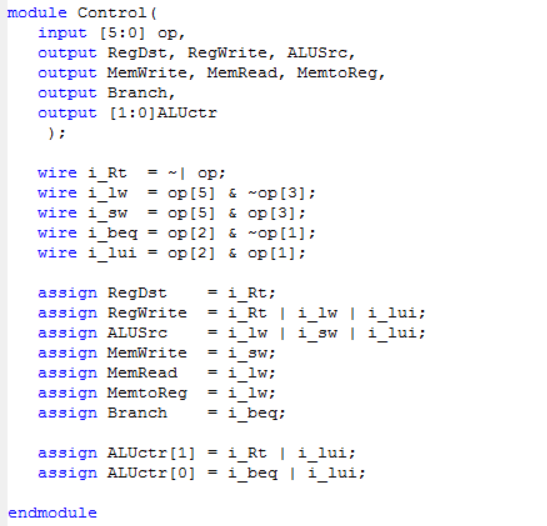 module Control(
input [5:0] op,
output RegDst, RegWrite, ALUSrc,
output MemWrite, MemRead, MemtoReg,
output Branch,
output [1:0]ALUctr
);
wire i_Rt = ~| op;
wire i_lw = op[5] & ~op[3];
wire i_sw = op[5] & op[3];
wire i_beq = op[2] & ~op[1];
wire i_lui = op[2] & op[1];
assign RegDst = i_Rt;
assign RegWrite = i_Rt | i_lw | i_lui;
assign ALUSrc = i_lw | i_sw | i_lui;
assign MemWrite = i_sw;
assign MemRead = i_lw;
assign MemtoReg = i_lw;
assign Branch = i_beq;
assign ALUctr[1] = i_Rt | i_lui;
assign ALUctr[0] = i_beq | i_lui;
endmodule